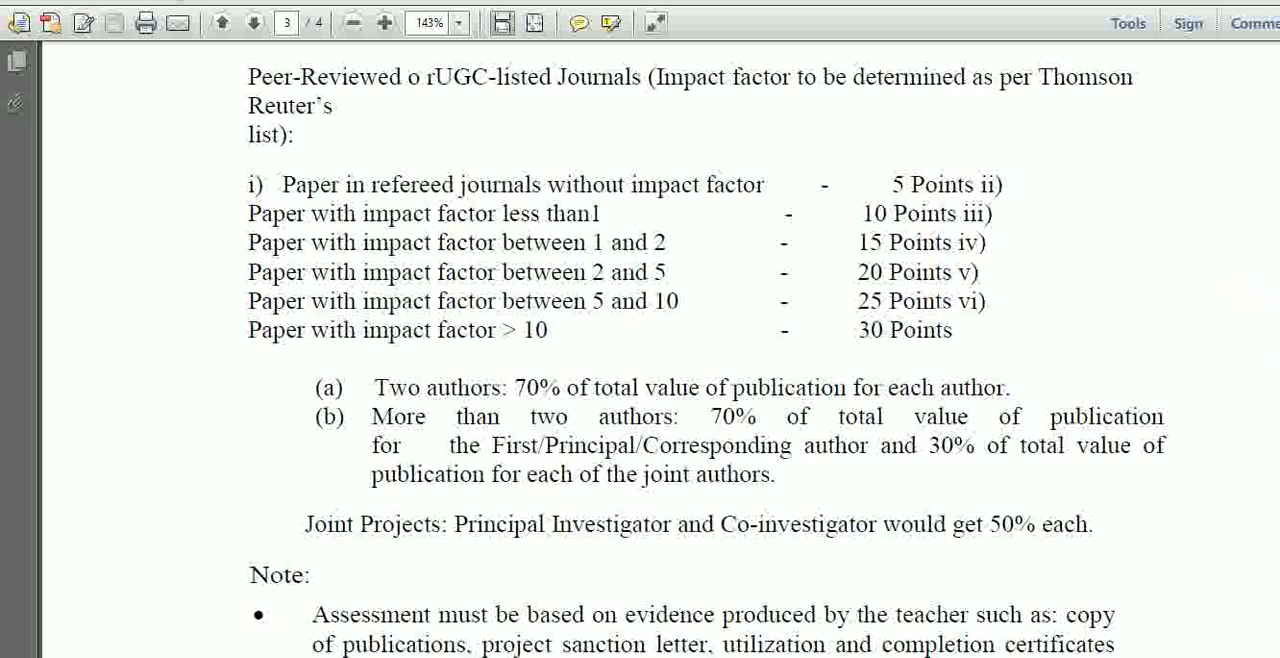 3 / 4 143% Tools Sign Comme
Peer-Reviewed o rUGC-listed Journals (Impact factor to be determined as per Thomson
Reuter's
list):
i) Paper in refereed journals without impact factor - 5 Points ii)
Paper with impact factor less than1 - 10 Points iii)
Paper with impact factor between 1 and 2 - 15 Points iv)
Paper with impact factor between 2 and 5 - 20 Points v)
Paper with impact factor between 5 and 10 - 25 Points vi)
Paper with impact factor > 10 - 30 Points
(a) Two authors: 70% of total value of publication for each author.
(b) More than two authors: 70% of total value of publication
for the First/Principal/Corresponding author and 30% of total value of
publication for each of the joint authors.
Joint Projects: Principal Investigator and Co-investigator would get 50% each.
Note:
• Assessment must be based on evidence produced by the teacher such as: copy
of publications, project sanction letter, utilization and completion certificates